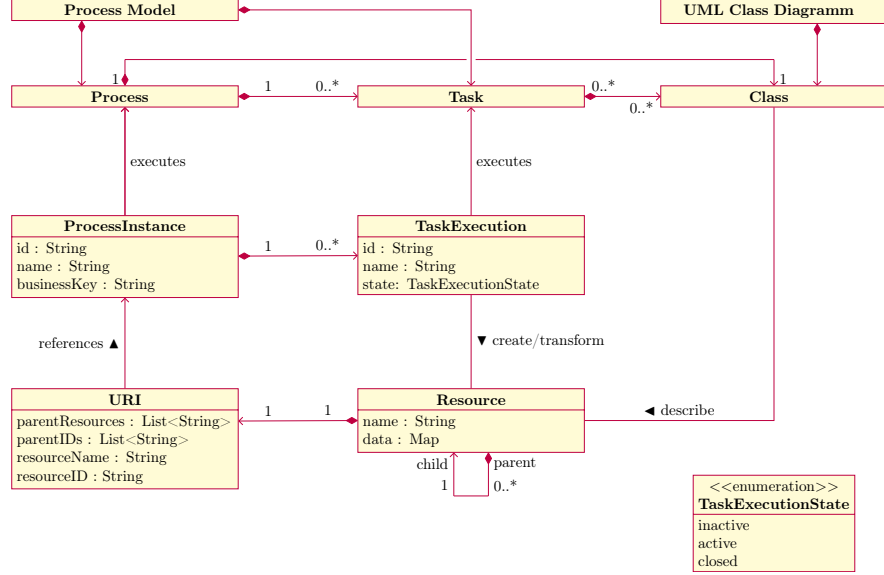 Process Model
UML Class Diagramm
1
1
Process
1
0..*
Task
0..*
0..*
Class
executes
executes
ProcessInstance
id : String
name : String
businessKey : String
1
0..*
TaskExecution
id : String
name : String
state: TaskExecutionState
references ▲
▼ create/transform
URI
parentResources : List<String>
parentIDs : List<String>
resourceName : String
resourceID : String
1
1
Resource
name : String
data : Map
◄ describe
child
parent
1
0..*
<<enumeration>>
TaskExecutionState
inactive
active
closed